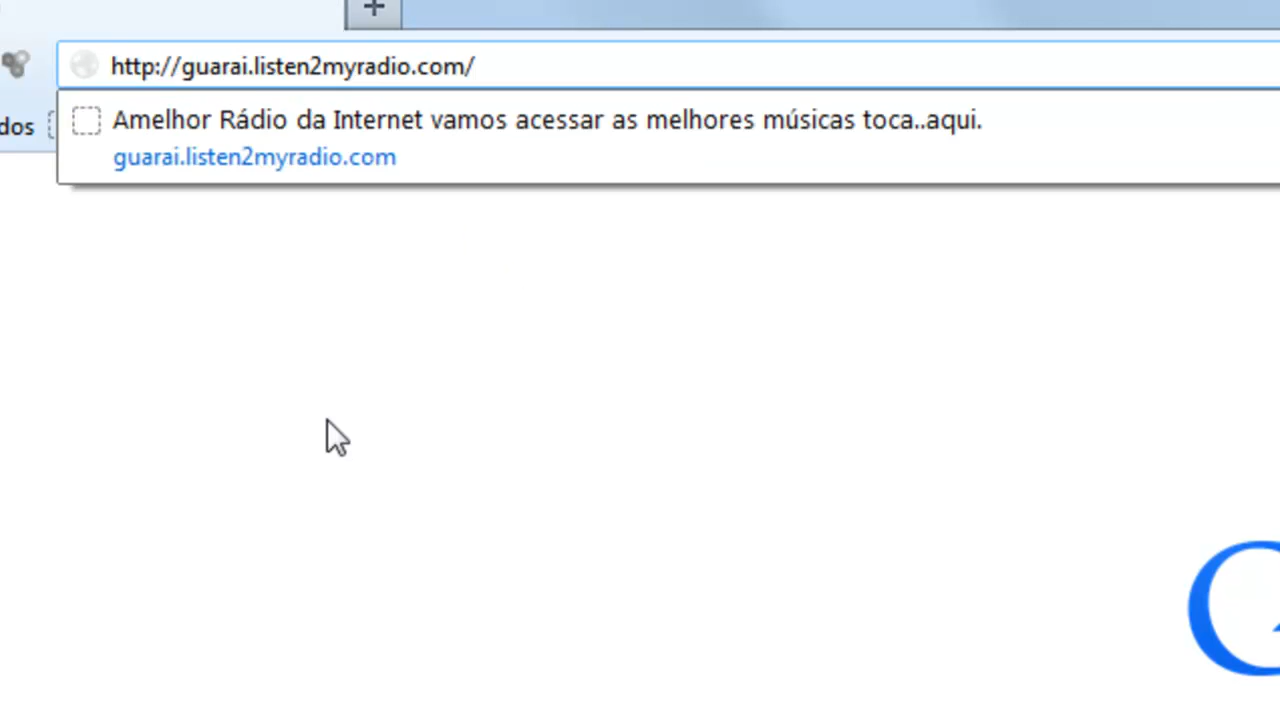 http://guarai.listen2myradio.com/
dos
Amelhor Rádio da Internet vamos acessar as melhores músicas toca..aqui.
guarai.listen2myradio.com